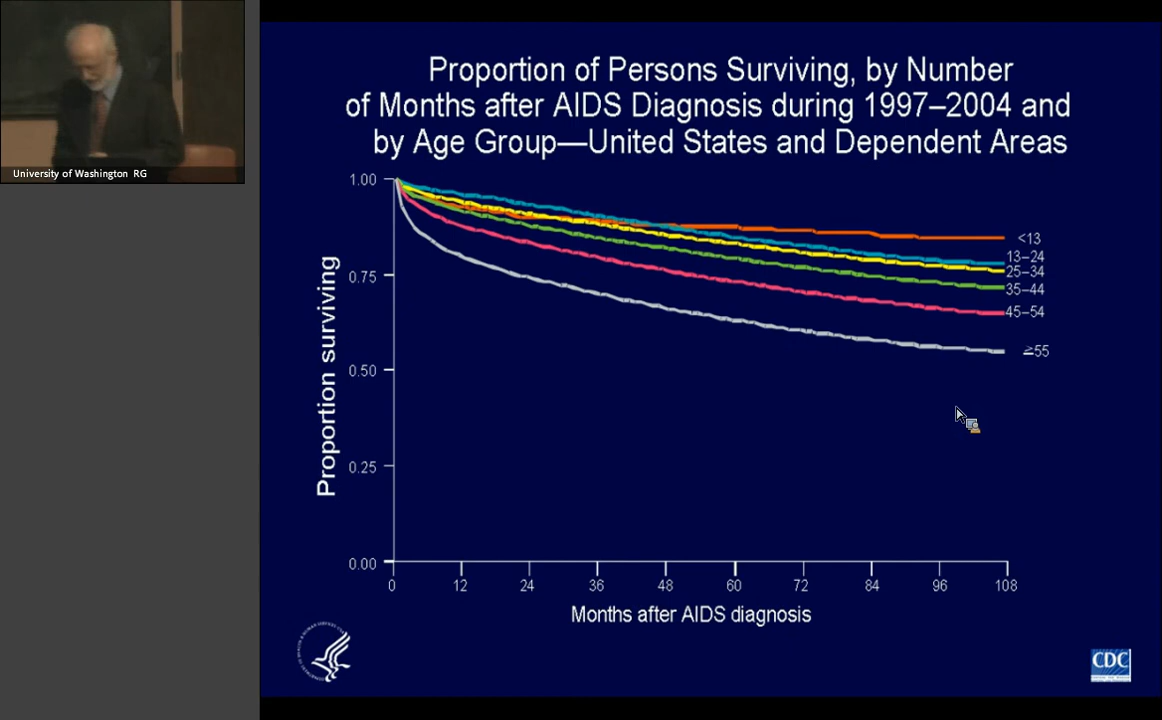 University of Washington RG
Proportion of Persons Surviving, by Number
of Months after AIDS Diagnosis during 1997–2004 and
by Age Group—United States and Dependent Areas
Proportion surviving
1.00
0.75
0.50
0.25
0.00
<13
13–24
25–34
35–44
45–54
≥55
0 12 24 36 48 60 72 84 96 108
Months after AIDS diagnosis
CDC